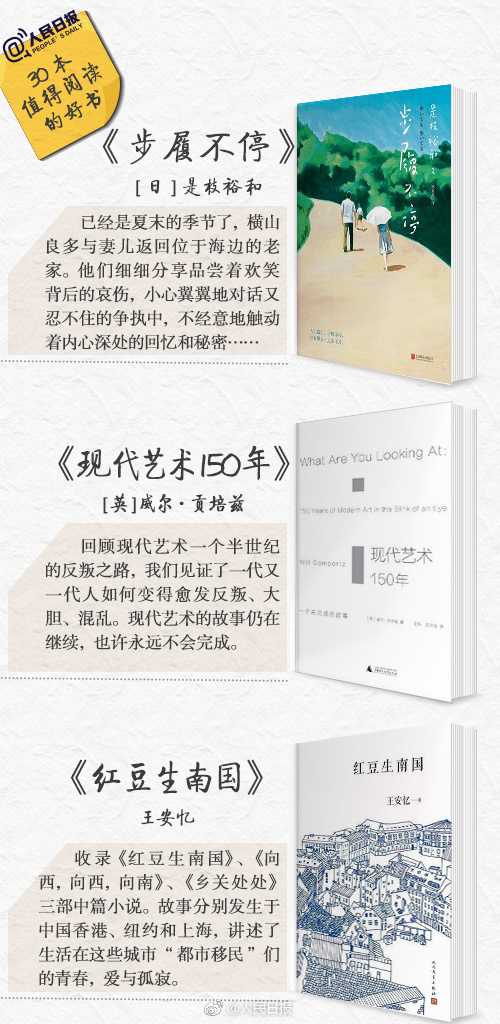 人民日报
PEOPLE'S DAILY
30本
值得阅读
的好书
《步履不停》
[日]是枝裕和
已经是夏末的季节了，横山
良多与妻儿返回位于海边的老
家。他们细细分享品尝着欢笑
背后的哀伤，小心翼翼地对话又
忍不住的争执中，不经意地触动
着内心深处的回忆和秘密……
是枝裕和
步履不停
《现代艺术150年》
[英]威尔·贡培兹
回顾现代艺术一个半世纪
的反叛之路，我们见证了一代又
一代人如何变得愈发反叛、大
胆、混乱。现代艺术的故事仍在
继续，也许永远不会完成。
What Are You Looking At:
150 Years of Modern Art in the Blink of an Eye
Will Gompertz
现代艺术
150年
一个未完成的故事
《红豆生南国》
王安忆
收录《红豆生南国》、《向
西，向西，向南》、《乡关处处》
三部中篇小说。故事分别发生于
中国香港、纽约和上海，讲述了
生活在这些城市“都市移民”们
的青春，爱与孤寂。
红豆生南国
王安忆
人民文学出版社
@人民日报